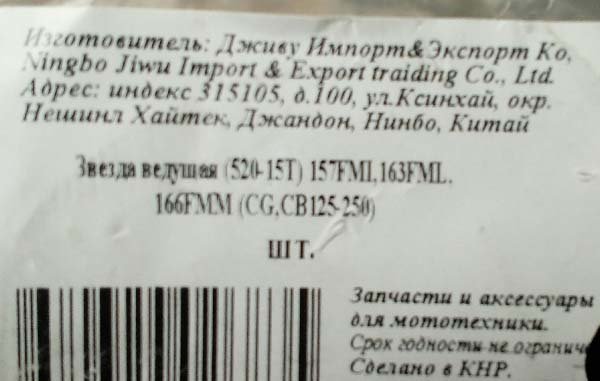 Изготовитель: Дживу Импорт&Экспорт Ко,
Ningbo Jiwu Import & Export traiding Co., Ltd.
Адрес: индекс 315105, д.100, ул.Ксинхай, окр.
Нешинл Хайтек, Джандон, Нинбо, Китай
Звезда ведущая (520-15Т) 157FMI,163FML.
166FMM (CG,CB125-250)
ШТ.
Запчасти и аксессуары
для мототехники.
Срок годности не ограниче
Сделано в КНР.